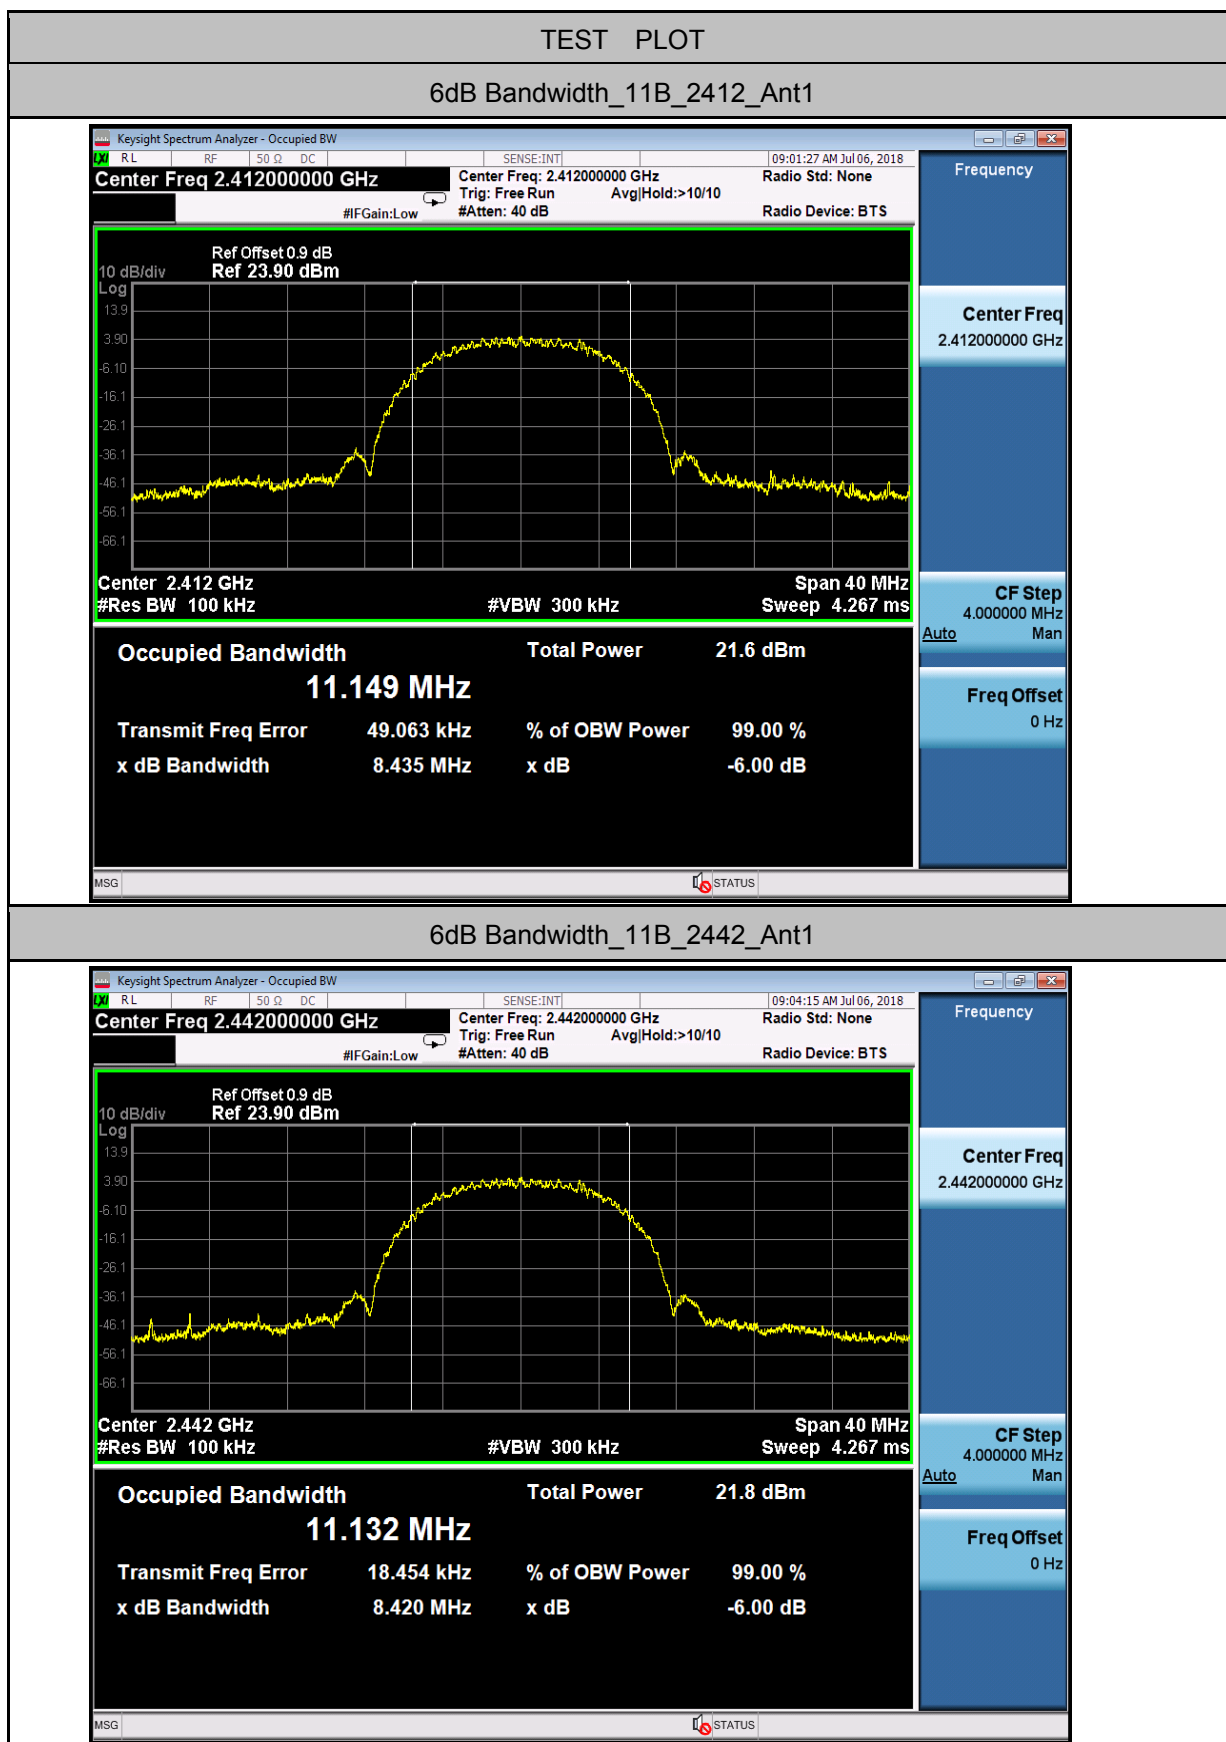 TEST PLOT
6dB Bandwidth_11B_2412_Ant1
Keysight Spectrum Analyzer - Occupied BW
LXI RL RF 50 Ω DC SENSE:INT 09:01:27 AM Jul 06, 2018
Center Freq 2.412000000 GHz
Center Freq: 2.412000000 GHz Radio Std: None
Trig: Free Run Avg|Hold:>10/10
#IFGain:Low #Atten: 40 dB Radio Device: BTS
Frequency
Ref Offset 0.9 dB
10 dB/div Ref 23.90 dBm
Log
13.9
3.90
-6.10
-16.1
-26.1
-36.1
-46.1
-56.1
-66.1
Center 2.412 GHz Span 40 MHz
#Res BW 100 kHz #VBW 300 kHz Sweep 4.267 ms
Center Freq
2.412000000 GHz
CF Step
4.000000 MHz
Auto Man
Freq Offset
0 Hz
Occupied Bandwidth Total Power 21.6 dBm
11.149 MHz
Transmit Freq Error 49.063 kHz % of OBW Power 99.00 %
x dB Bandwidth 8.435 MHz x dB -6.00 dB
MSG STATUS
6dB Bandwidth_11B_2442_Ant1
Keysight Spectrum Analyzer - Occupied BW
LXI RL RF 50 Ω DC SENSE:INT 09:04:15 AM Jul 06, 2018
Center Freq 2.442000000 GHz
Center Freq: 2.442000000 GHz Radio Std: None
Trig: Free Run Avg|Hold:>10/10
#IFGain:Low #Atten: 40 dB Radio Device: BTS
Frequency
Ref Offset 0.9 dB
10 dB/div Ref 23.90 dBm
Log
13.9
3.90
-6.10
-16.1
-26.1
-36.1
-46.1
-56.1
-66.1
Center 2.442 GHz Span 40 MHz
#Res BW 100 kHz #VBW 300 kHz Sweep 4.267 ms
Center Freq
2.442000000 GHz
CF Step
4.000000 MHz
Auto Man
Freq Offset
0 Hz
Occupied Bandwidth Total Power 21.8 dBm
11.132 MHz
Transmit Freq Error 18.454 kHz % of OBW Power 99.00 %
x dB Bandwidth 8.420 MHz x dB -6.00 dB
MSG STATUS